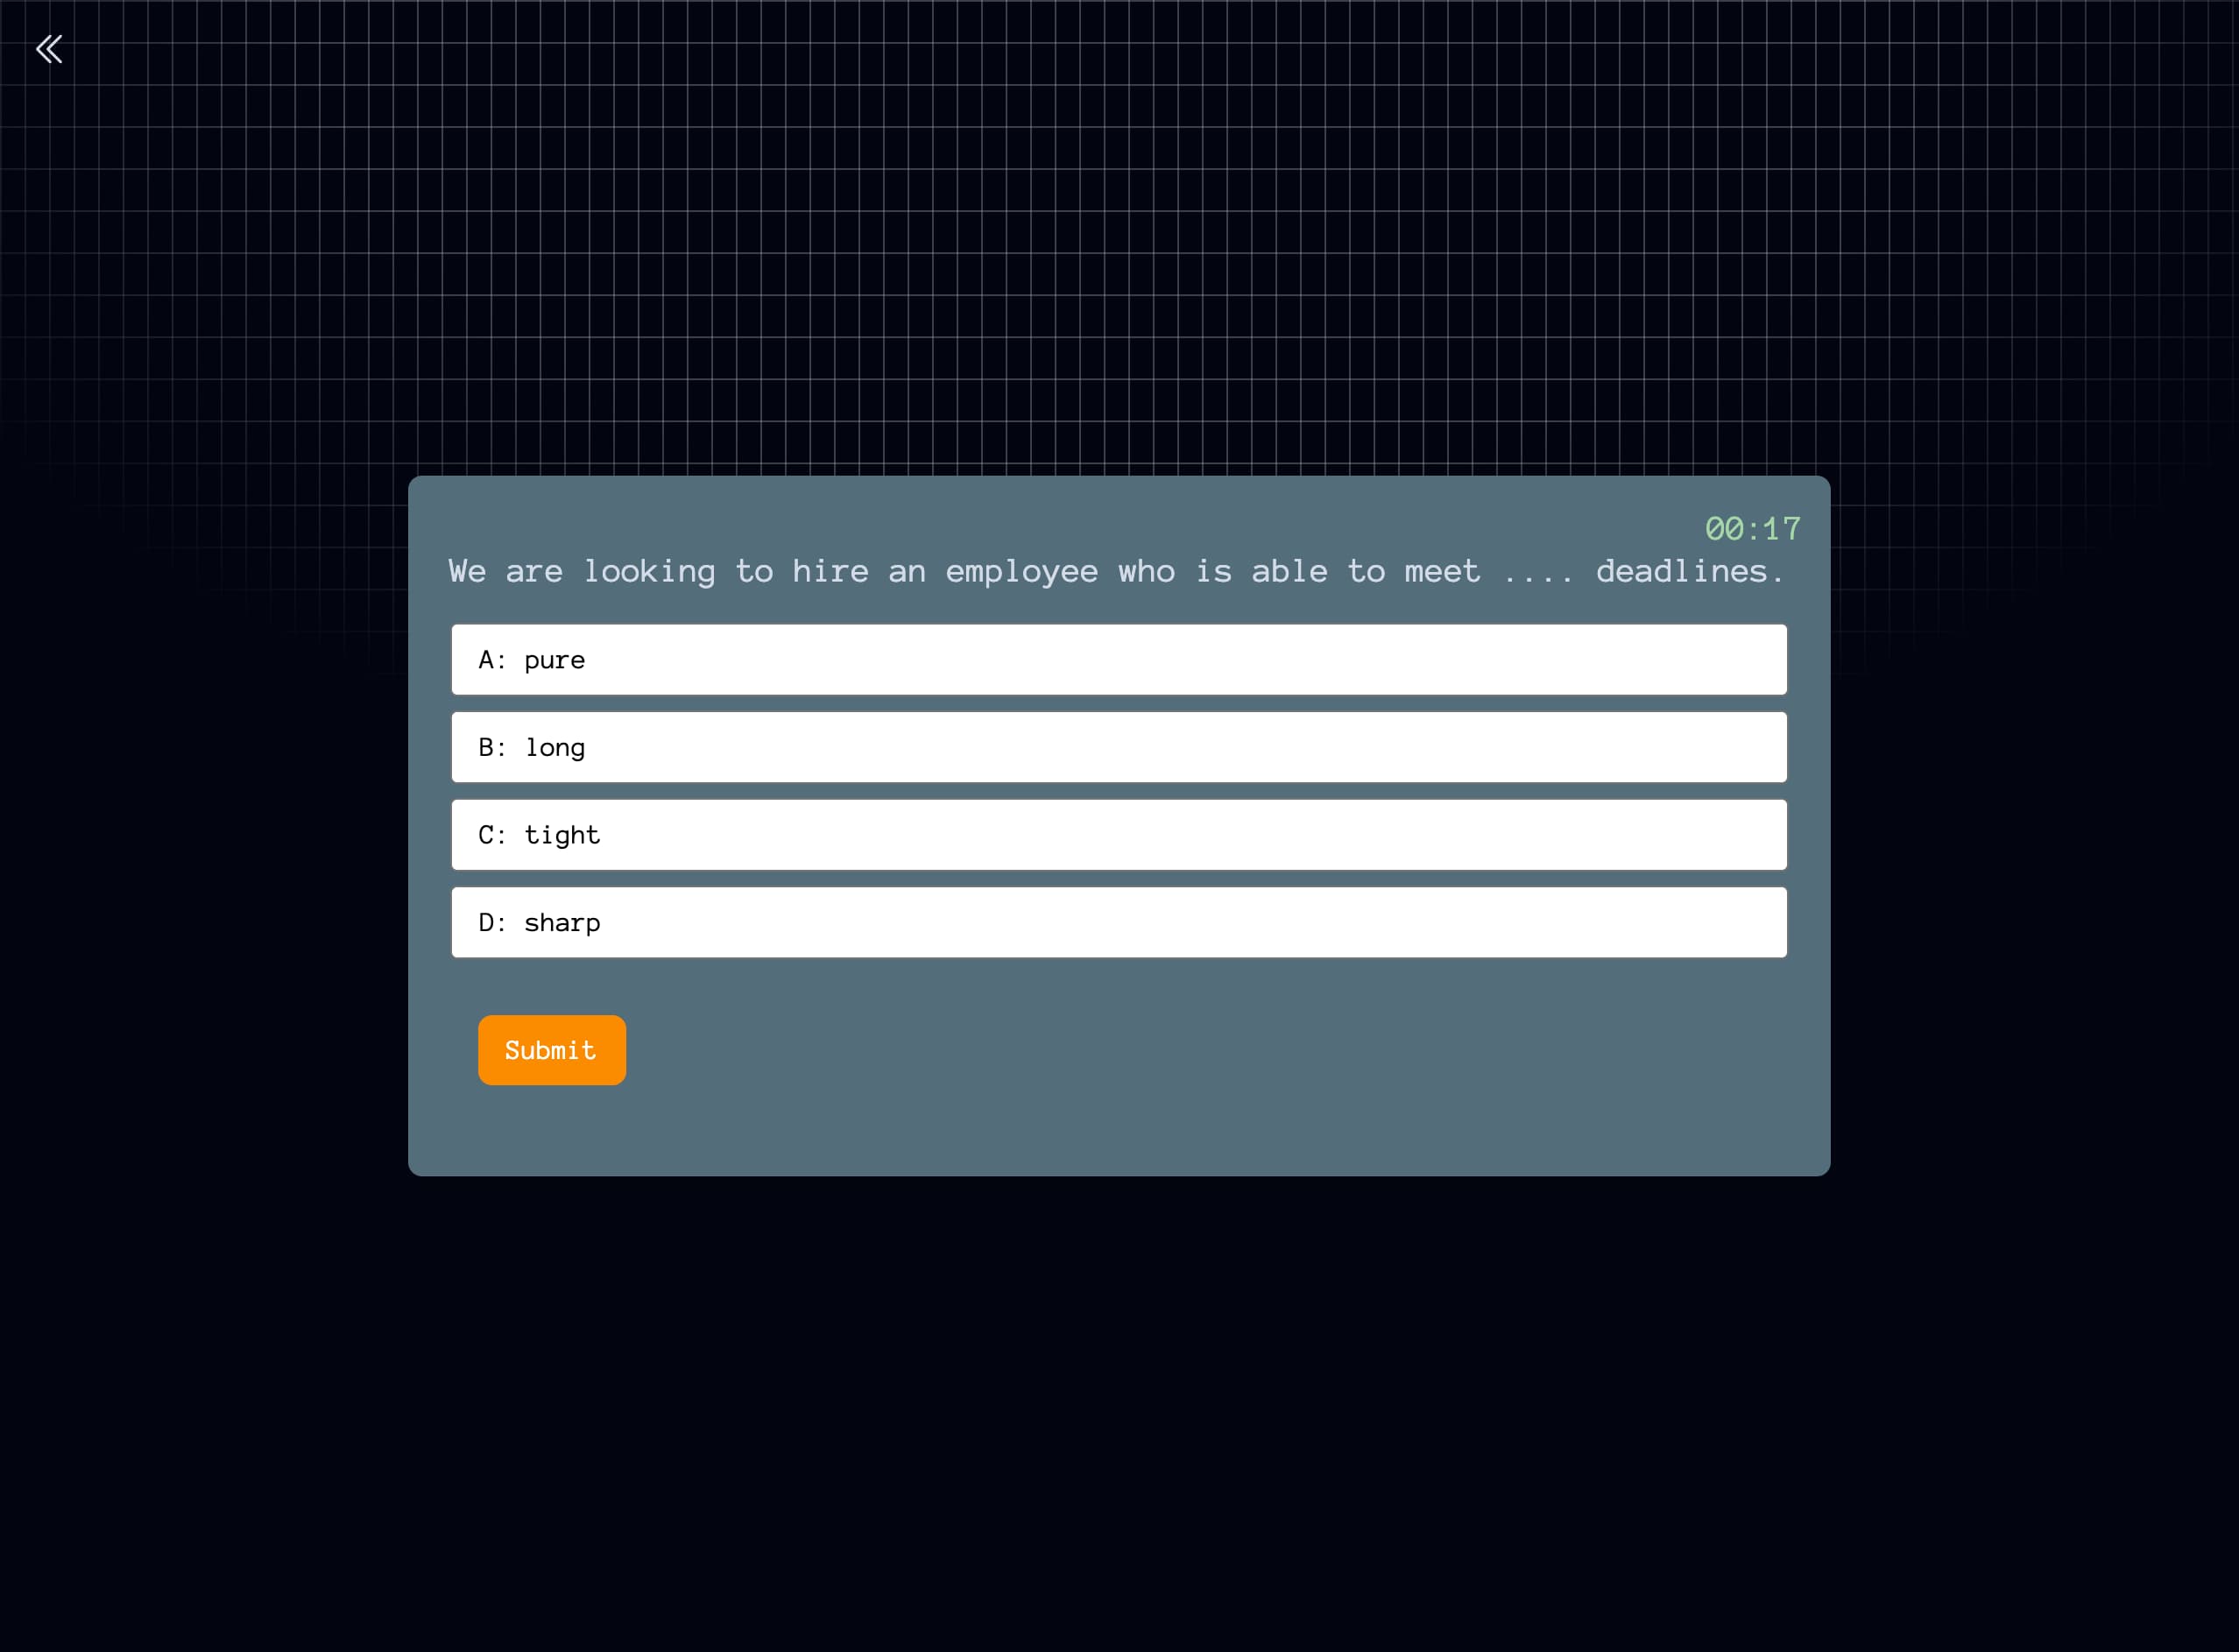 00:17
We are looking to hire an employee who is able to meet .... deadlines.
A: pure
B: long
C: tight
D: sharp
Submit